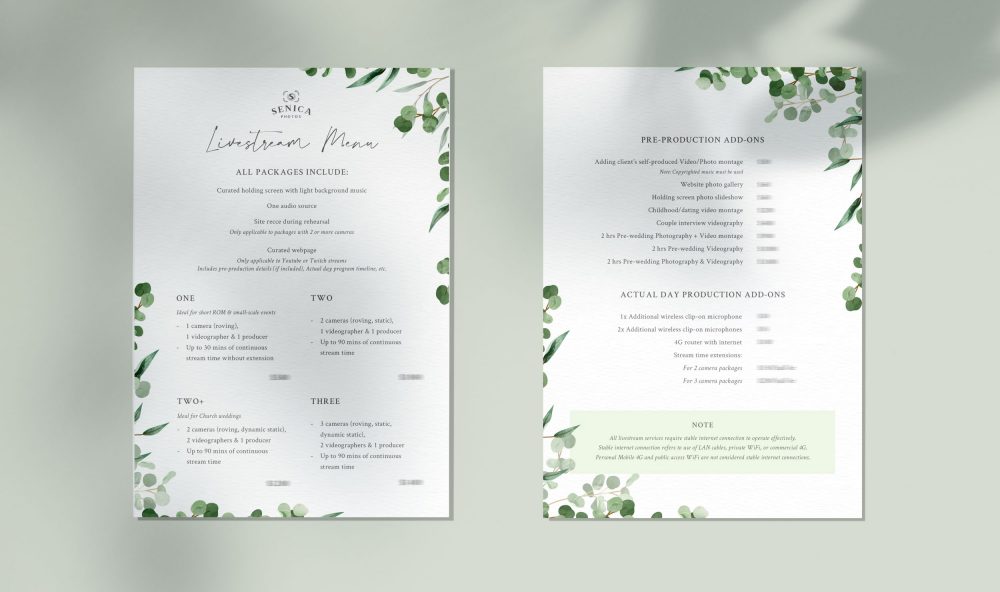 SENICA
PHOTOS
Livestream Menu
ALL PACKAGES INCLUDE:
Curated holding screen with light background music
One audio source
Site recce during rehearsal
Only applicable to packages with 2 or more cameras
Curated webpage
Only applicable to Youtube or Twitch streams
Includes pre-production details (if included), Actual day program timeline, etc.
ONE
Ideal for short ROM & small-scale events
- 1 camera (roving),
1 videographer & 1 producer
- Up to 30 mins of continuous
stream time without extension
TWO
- 2 cameras (roving, static),
1 videographer & 1 producer
- Up to 90 mins of continuous
stream time
TWO+
Ideal for Church weddings
- 2 cameras (roving, dynamic static),
2 videographers & 1 producer
- Up to 90 mins of continuous
stream time
THREE
- 3 cameras (roving, static,
dynamic static),
2 videographers & 1 producer
- Up to 90 mins of continuous
stream time
PRE-PRODUCTION ADD-ONS
Adding client's self-produced Video/Photo montage
Note: Copyrighted music must be used
Website photo gallery
Holding screen photo slideshow
Childhood/dating video montage
Couple interview videography
2 hrs Pre-wedding Photography + Video montage
2 hrs Pre-wedding Videography
2 hrs Pre-wedding Photography & Videography
ACTUAL DAY PRODUCTION ADD-ONS
1x Additional wireless clip-on microphone
2x Additional wireless clip-on microphones
4G router with internet
Stream time extensions:
For 2 camera packages
For 3 camera packages
NOTE
All livestream services require stable internet connection to operate effectively.
Stable internet connection refers to use of LAN cables, private WiFi, or commercial 4G.
Personal Mobile 4G and public access WiFi are not considered stable internet connections.